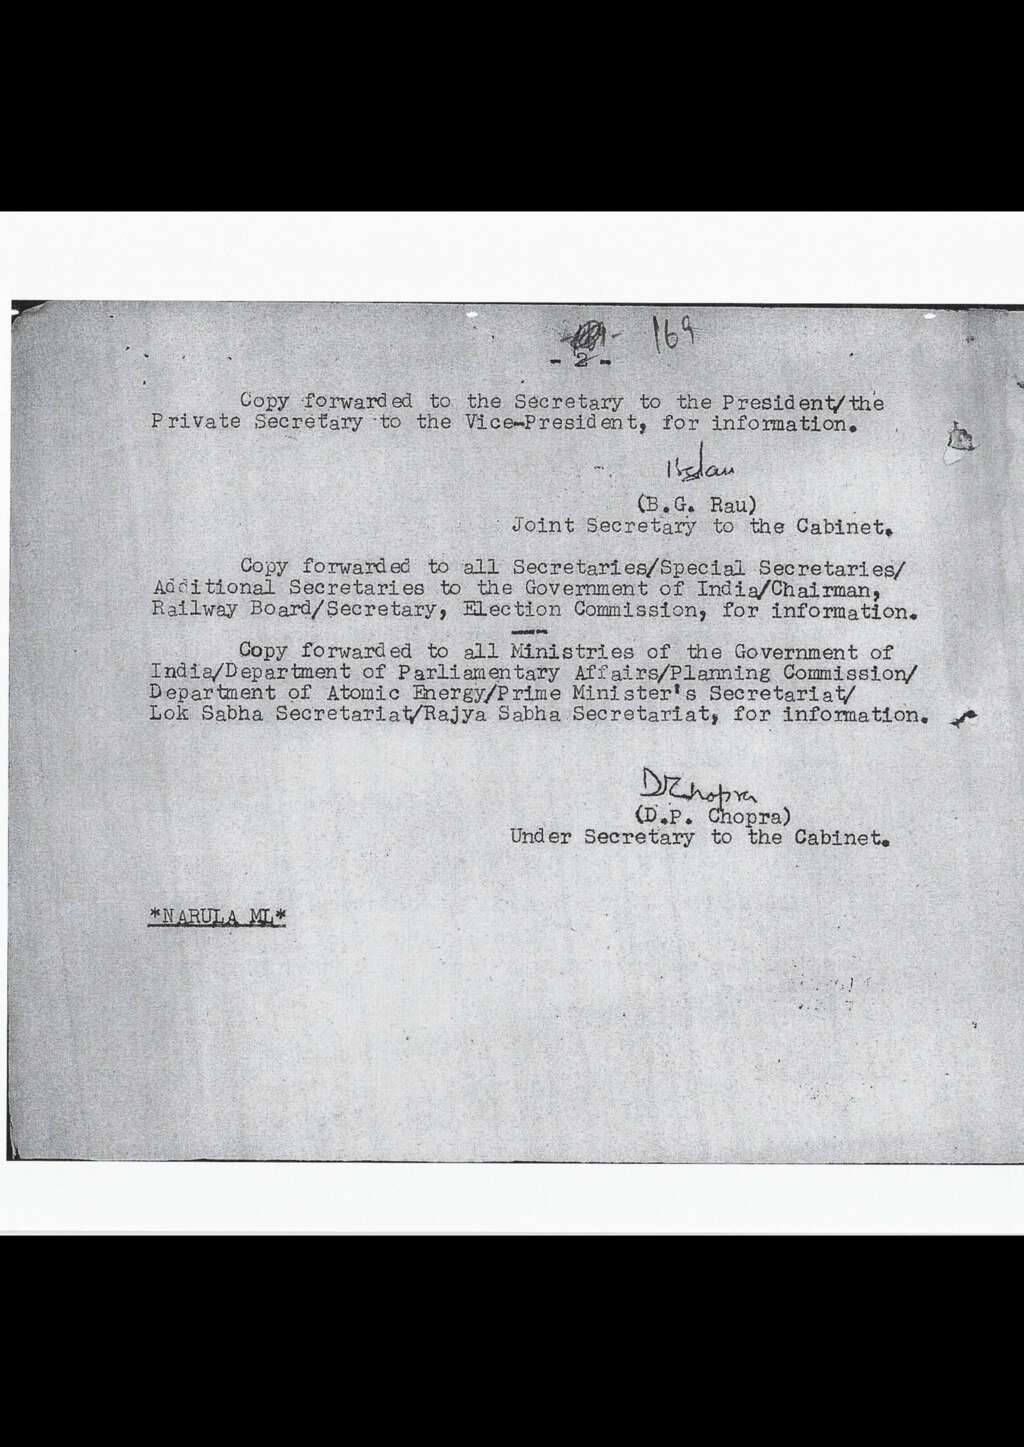 169
- 2 -
Copy forwarded to the Secretary to the President/the
Private Secretary to the Vice-President, for information.
(B.G. Rau)
Joint Secretary to the Cabinet.
Copy forwarded to all Secretaries/Special Secretaries/
Additional Secretaries to the Government of India/Chairman,
Railway Board/Secretary, Election Commission, for information.
Copy forwarded to all Ministries of the Government of
India/Department of Parliamentary Affairs/Planning Commission/
Department of Atomic Energy/Prime Minister's Secretariat/
Lok Sabha Secretariat/Rajya Sabha Secretariat, for information.
DPChopra
(D.P. Chopra)
Under Secretary to the Cabinet.
*NARULA ML*